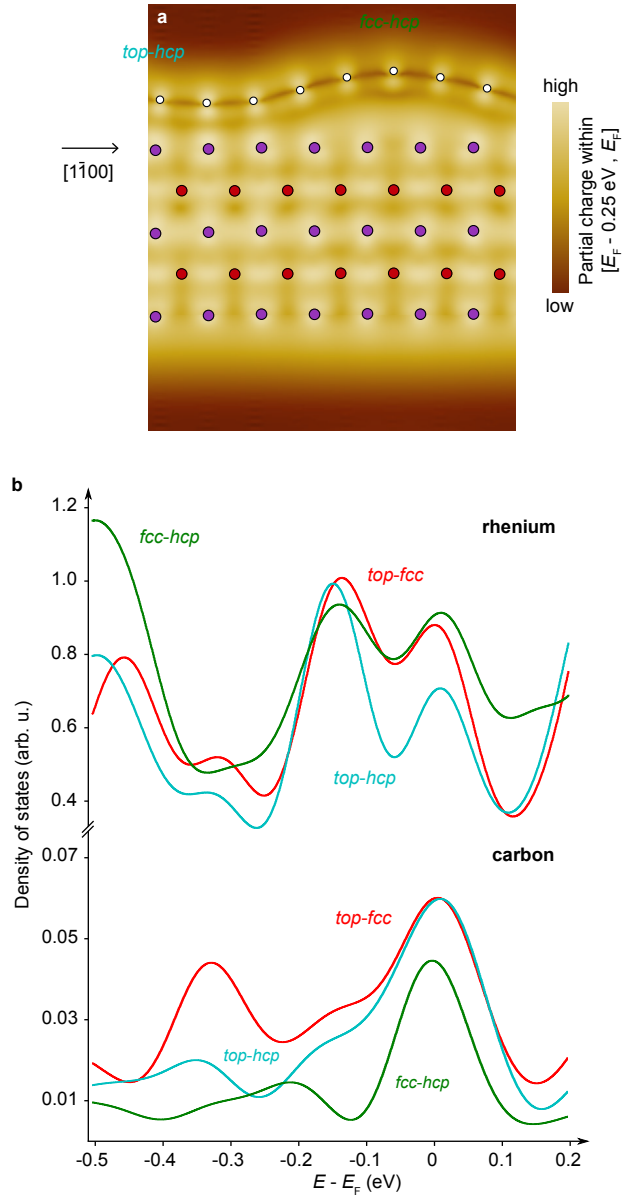 a
fcc-hcp
top-hcp
high
[11̄00]
Partial charge within
[E_F - 0.25 eV , E_F]
low
b
1.2
fcc-hcp
rhenium
top-fcc
1.0
0.8
0.6
top-hcp
0.4
Density of states (arb. u.)
0.07
carbon
top-fcc
0.05
0.03
top-hcp
fcc-hcp
0.01
-0.5 -0.4 -0.3 -0.2 -0.1 0 0.1 0.2
E - E_F (eV)